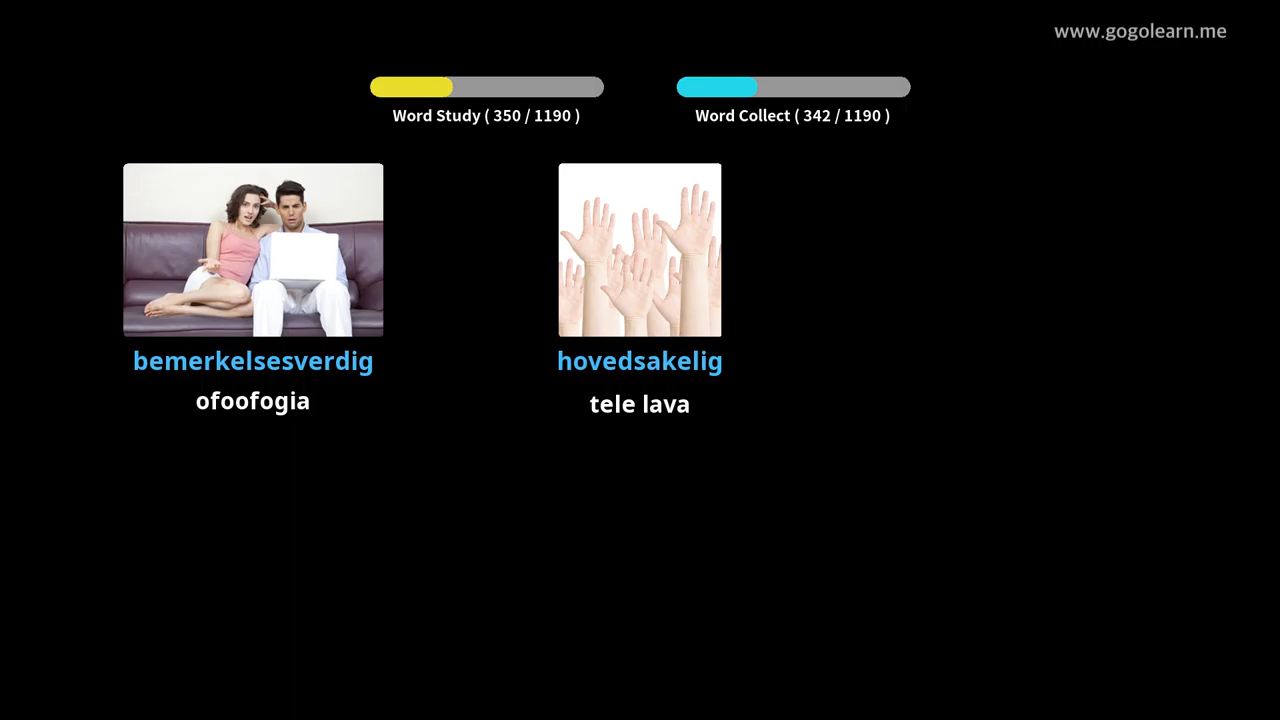 www.gogolearn.me
Word Study ( 350 / 1190 )
Word Collect ( 342 / 1190 )
bemerkelsesverdig
hovedsakelig
ofoofogia
tele lava